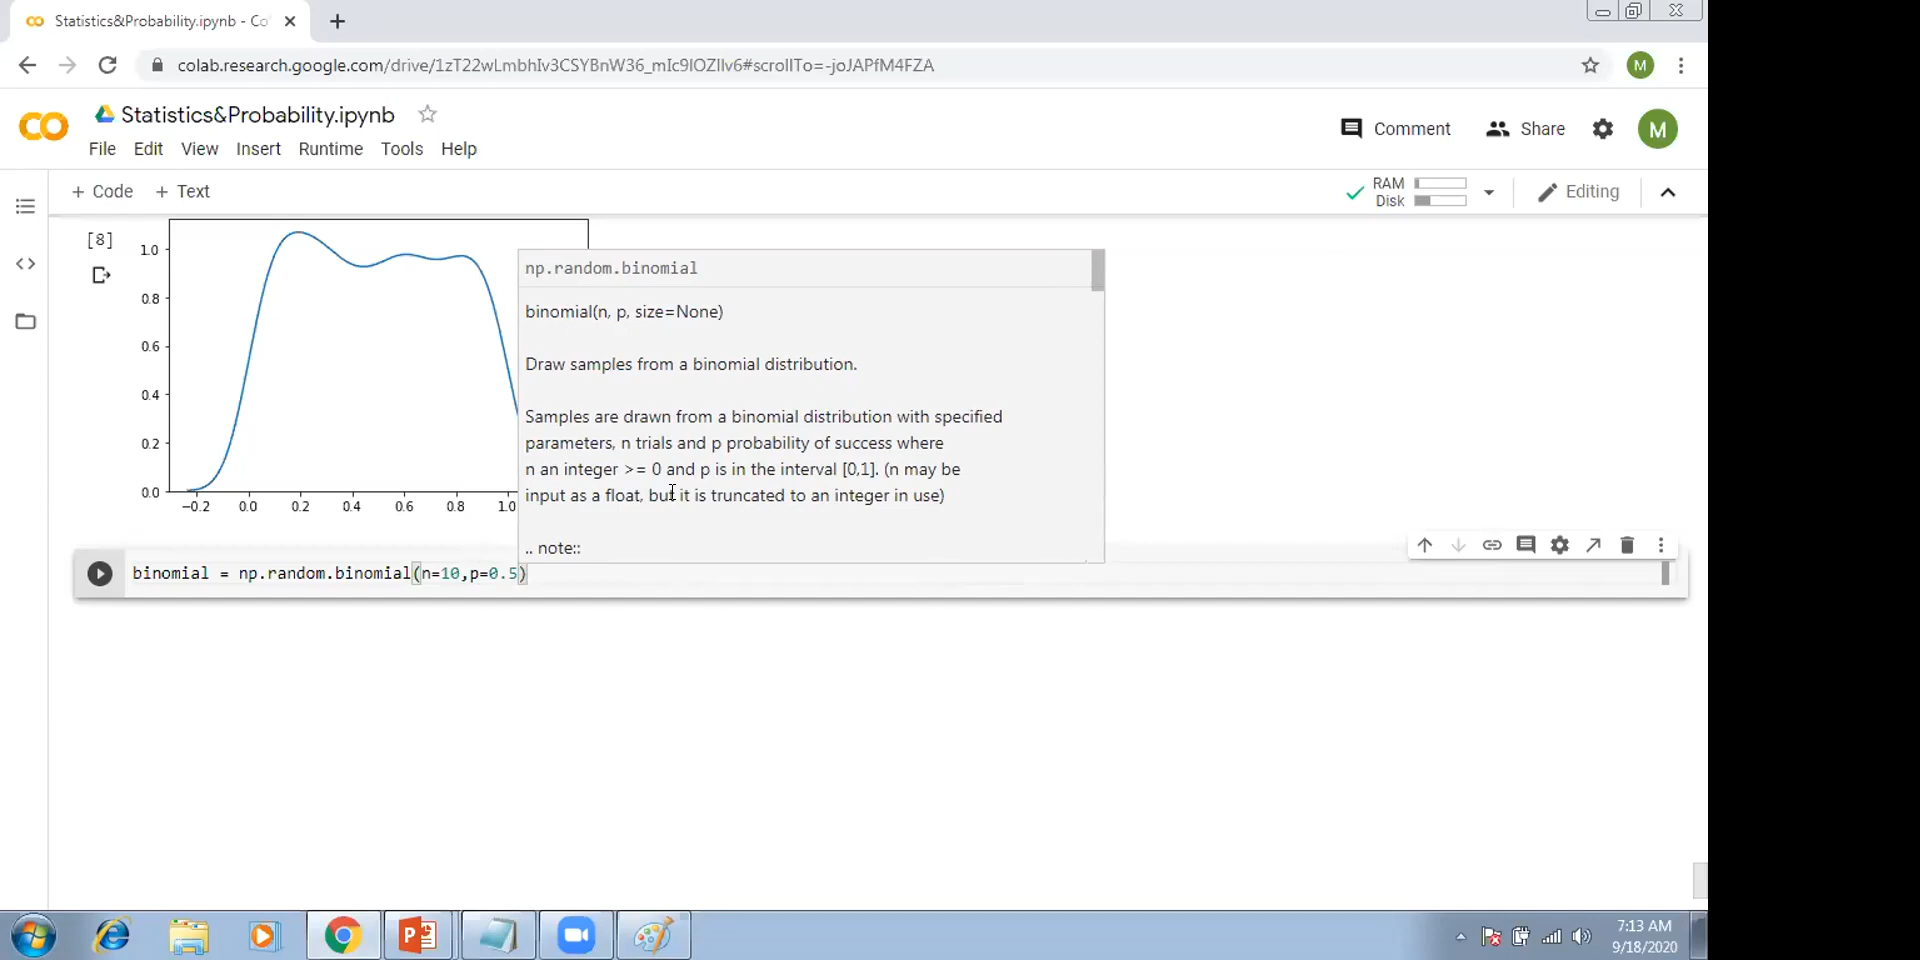 Statistics&Probability.ipynb - Co
colab.research.google.com/drive/1zT22wLmbhIv3CSYBnW36_mIc9lOZIlv6#scrollTo=-joJAPfM4FZA
M
CO
Statistics&Probability.ipynb
Comment
Share
M
File Edit View Insert Runtime Tools Help
+ Code + Text
RAM
Disk
Editing
[8]
1.0
0.8
0.6
0.4
0.2
0.0
−0.2 0.0 0.2 0.4 0.6 0.8 1.0
np.random.binomial
binomial(n, p, size=None)
Draw samples from a binomial distribution.
Samples are drawn from a binomial distribution with specified
parameters, n trials and p probability of success where
n an integer >= 0 and p is in the interval [0,1]. (n may be
input as a float, but it is truncated to an integer in use)
.. note::
binomial = np.random.binomial(n=10,p=0.5)
7:13 AM
9/18/2020